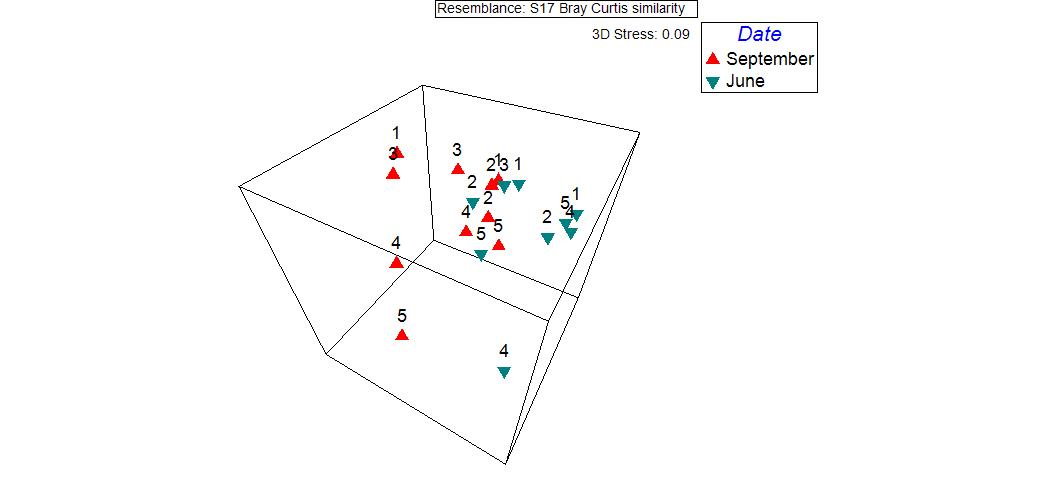 Resemblance: S17 Bray Curtis similarity
3D Stress: 0.09
Date
September
June
1
3
3
2 1 3 1
2
2
4
5
5
2
5 4 1
4
5
4